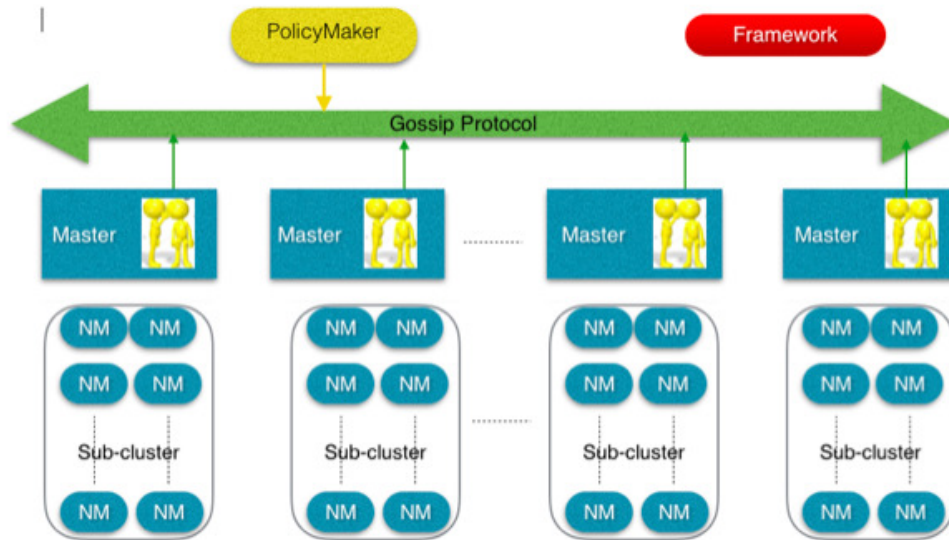 PolicyMaker
Framework
Gossip Protocol
Master Master Master Master
NM NM NM NM NM NM NM NM
NM NM NM NM NM NM NM NM
Sub-cluster Sub-cluster Sub-cluster Sub-cluster
NM NM NM NM NM NM NM NM